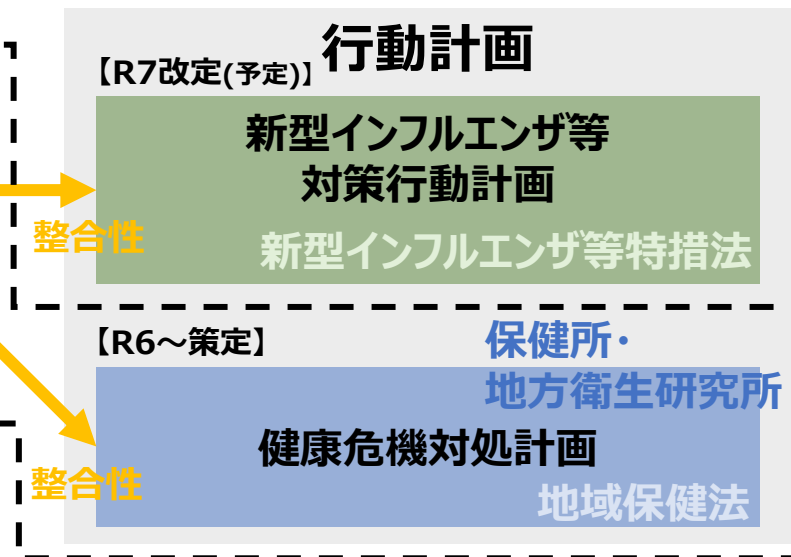 行動計画
【R7改定(予定)】
新型インフルエンザ等
対策行動計画
整合性
新型インフルエンザ等特措法
【R6～策定】
保健所・
地方衛生研究所
健康危機対処計画
整合性
地域保健法